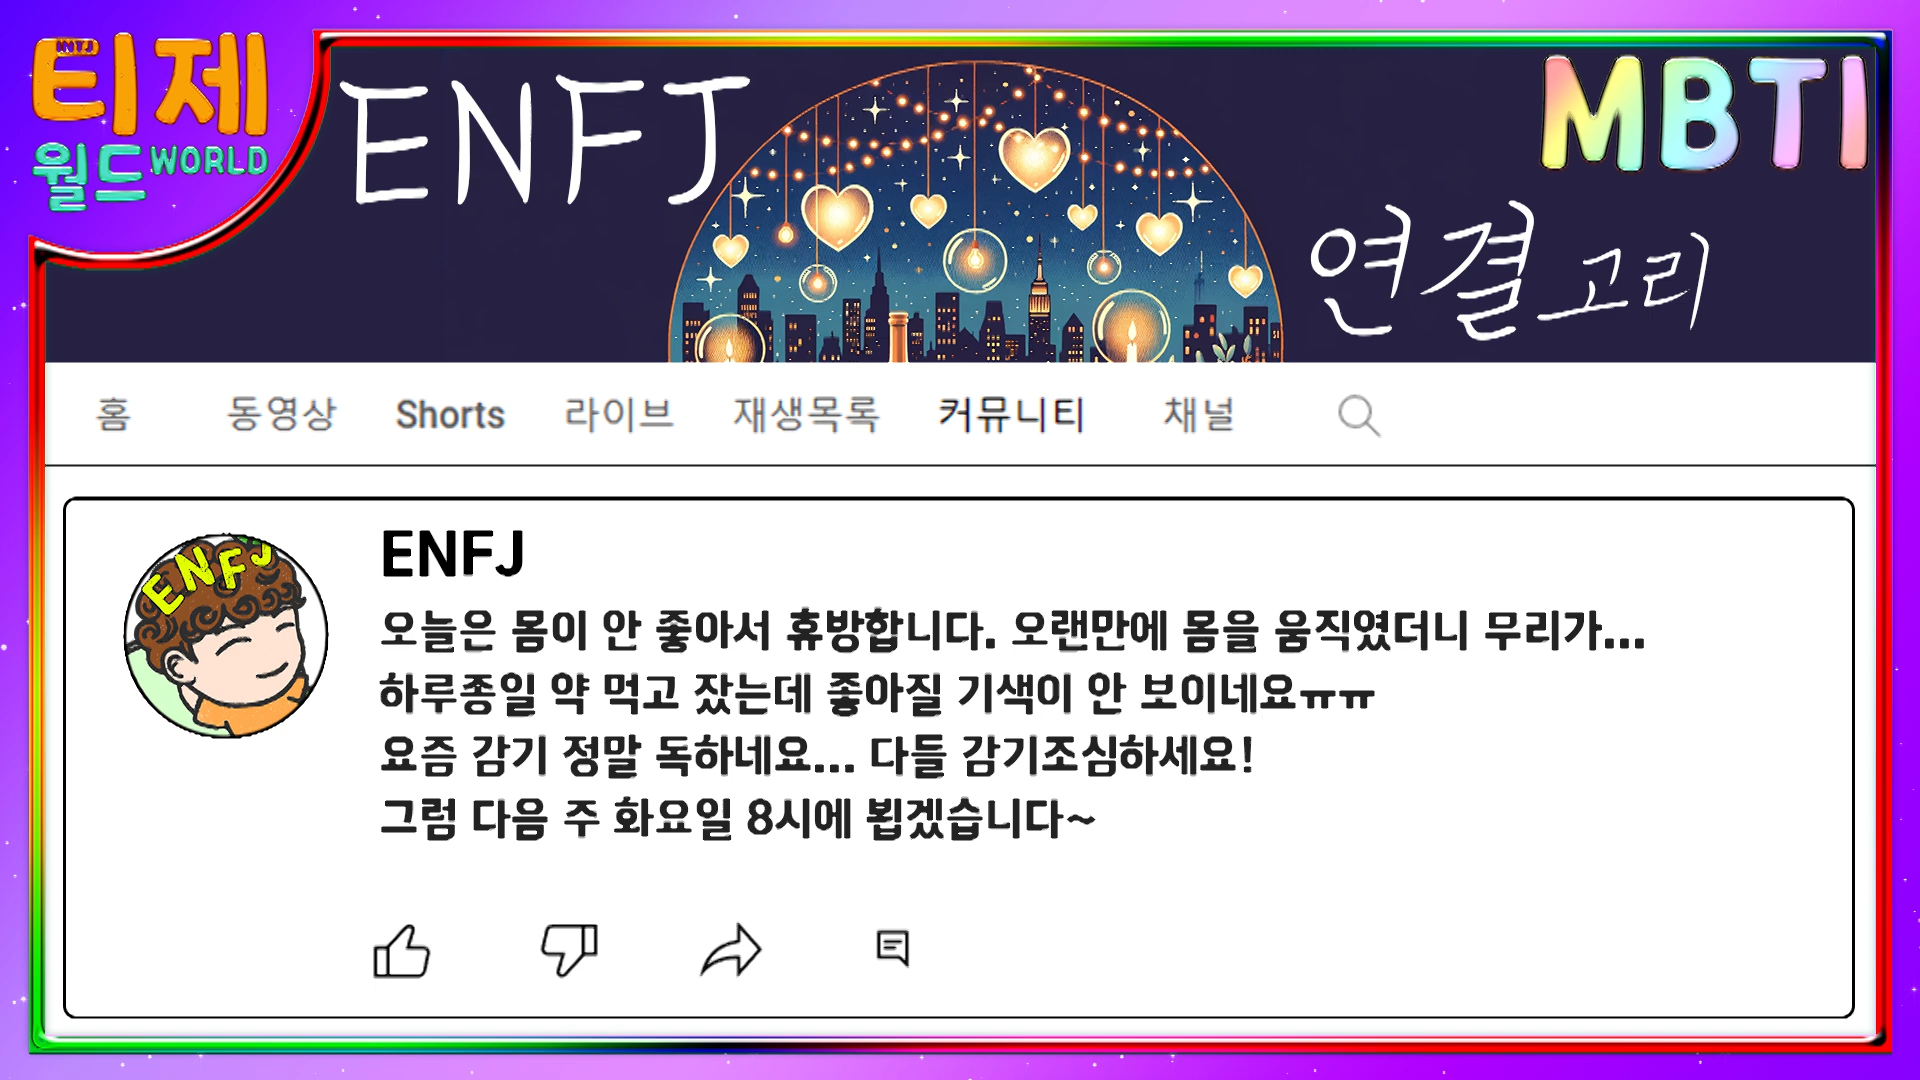 INTJ
티제
월드 WORLD
ENFJ
MBTI
연결고리
홈 동영상 Shorts 라이브 재생목록 커뮤니티 채널
ENFJ
ENFJ
오늘은 몸이 안 좋아서 휴방합니다. 오랜만에 몸을 움직였더니 무리가...
하루종일 약 먹고 잤는데 좋아질 기색이 안 보이네요ㅠㅠ
요즘 감기 정말 독하네요... 다들 감기조심하세요!
그럼 다음 주 화요일 8시에 뵙겠습니다~